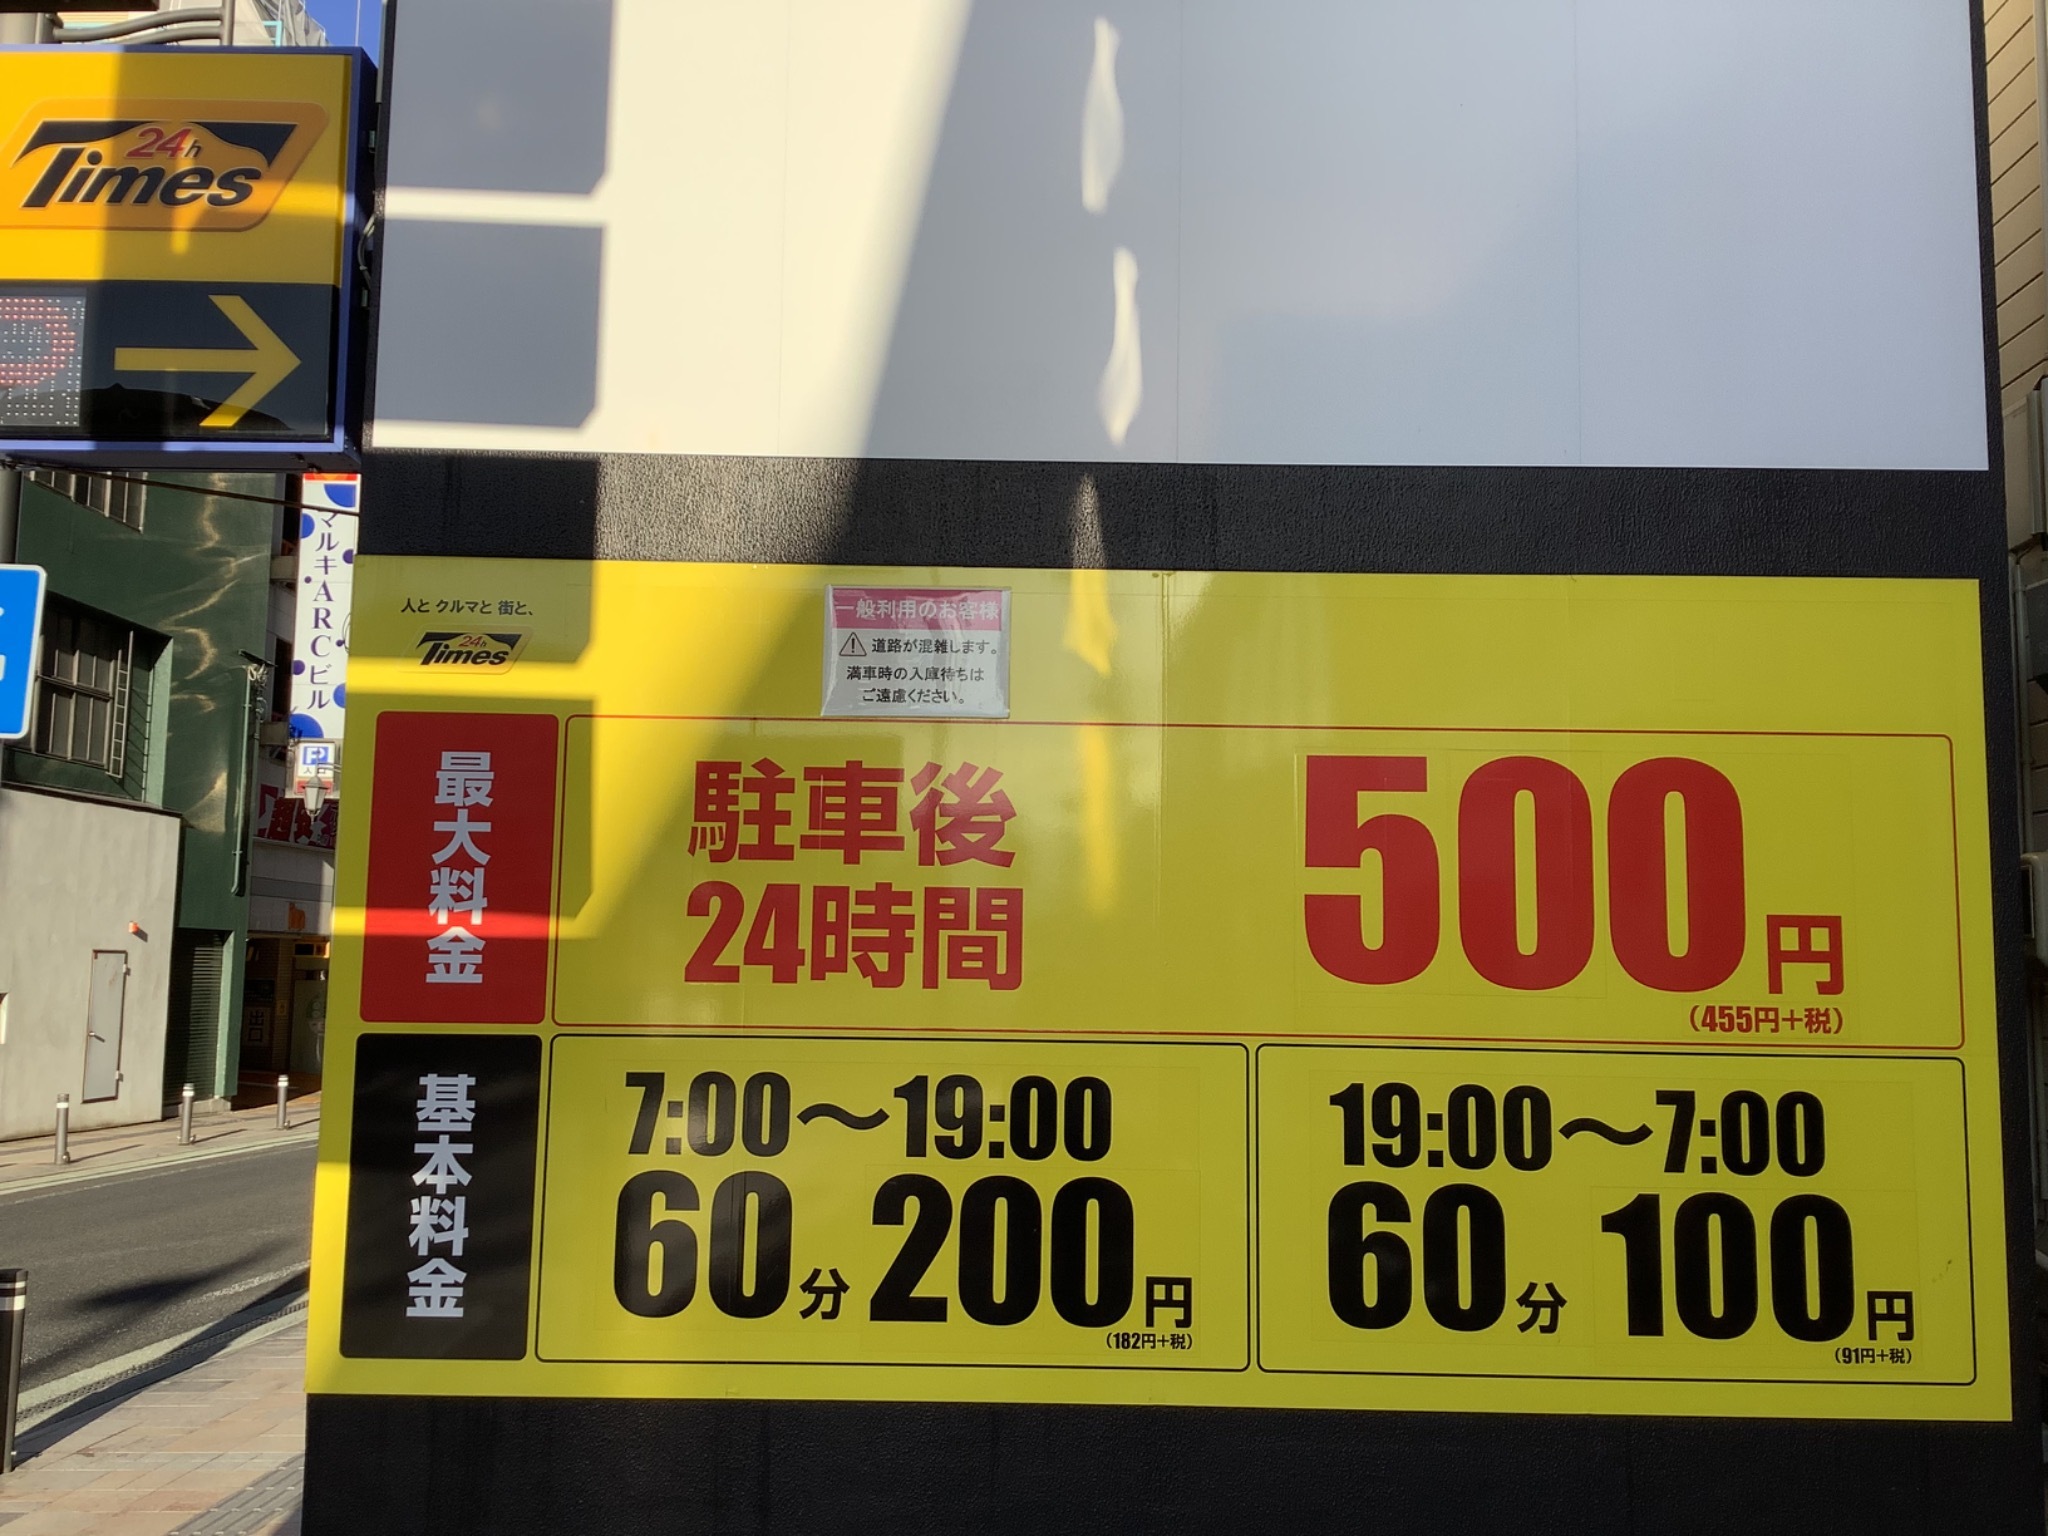 24h
Times
マルキARCビル
P
人と クルマと 街と、
24h
Times
一般利用のお客様
道路が混雑します。
満車時の入庫待ちは
ご遠慮ください。
最大料金
駐車後
24時間
500円
(455円+税)
基本料金
7:00〜19:00
60分 200円
(182円+税)
19:00〜7:00
60分 100円
(91円+税)
出口